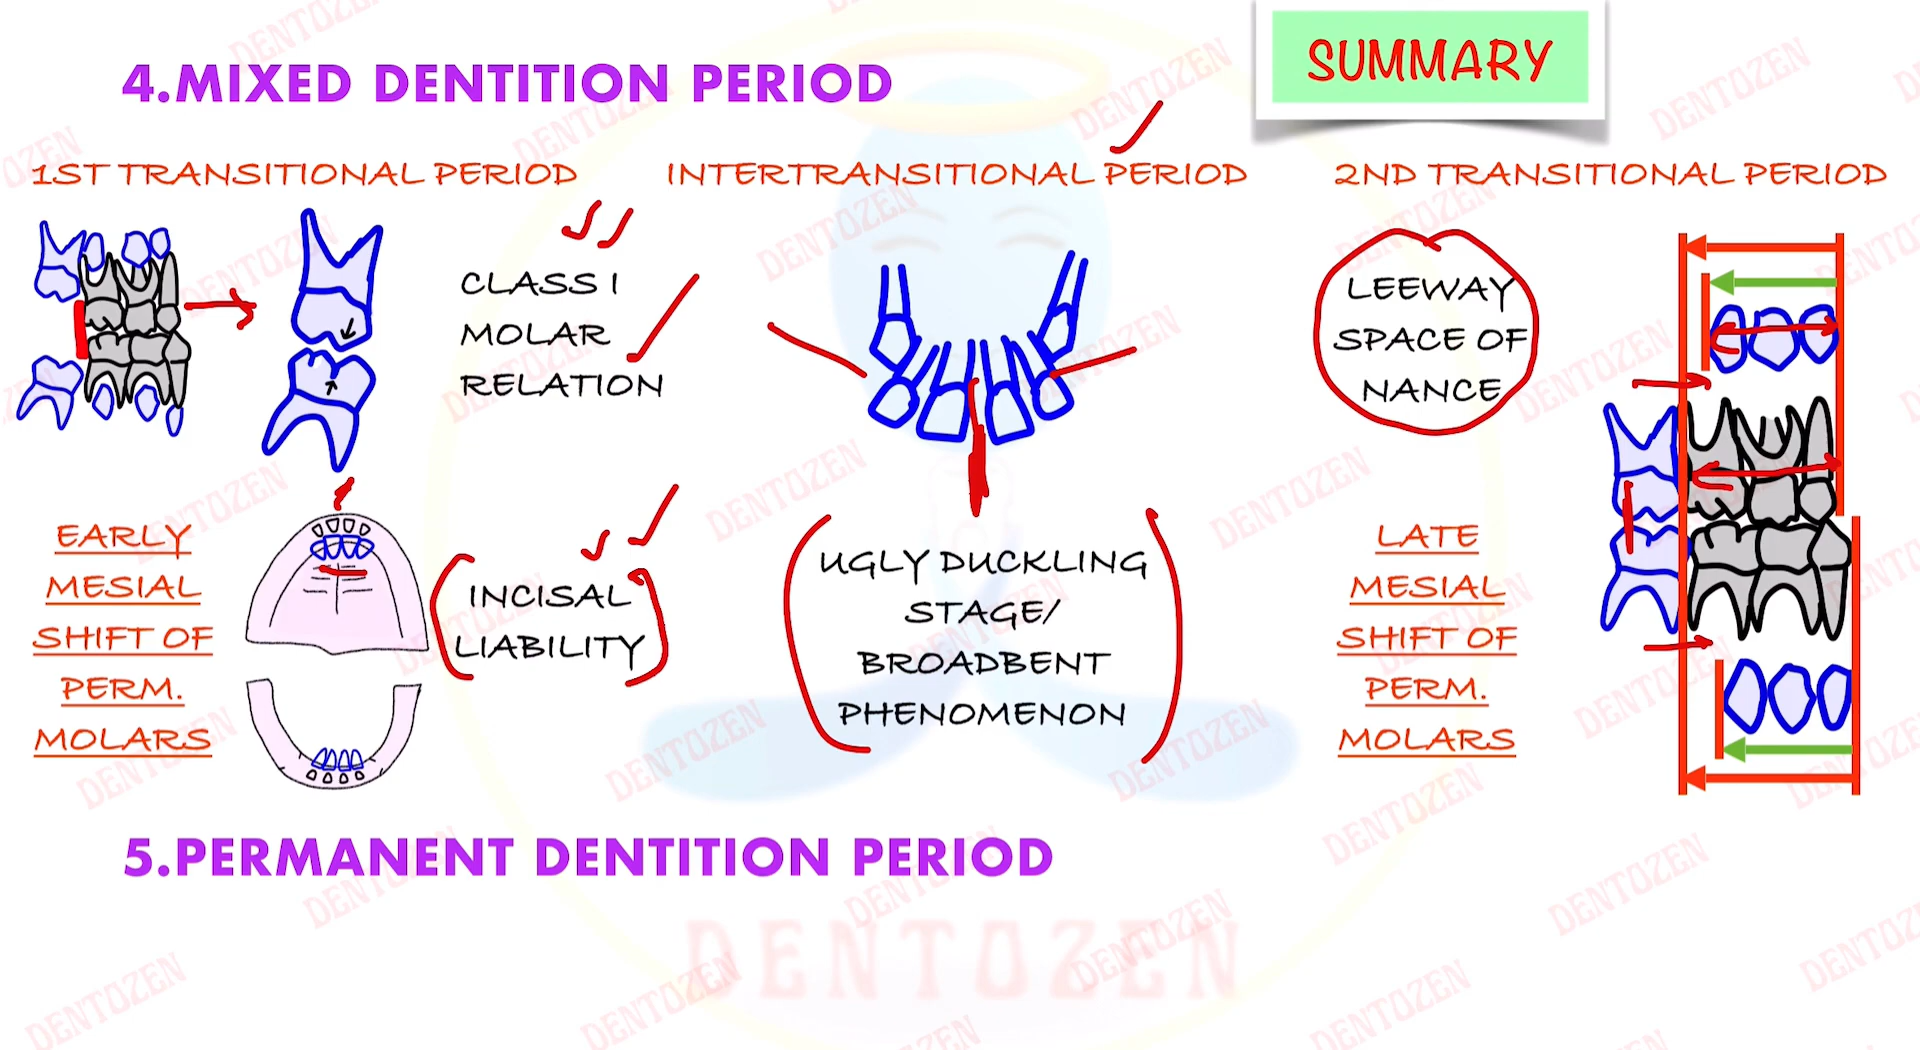 SUMMARY
4.MIXED DENTITION PERIOD
1ST TRANSITIONAL PERIOD
CLASS I
MOLAR
RELATION
EARLY
MESIAL
SHIFT OF
PERM.
MOLARS
INCISAL
LIABILITY
INTERTRANSITIONAL PERIOD
UGLY DUCKLING
STAGE/
BROADBENT
PHENOMENON
2ND TRANSITIONAL PERIOD
LEEWAY
SPACE OF
NANCE
LATE
MESIAL
SHIFT OF
PERM.
MOLARS
5.PERMANENT DENTITION PERIOD
DENTOZEN